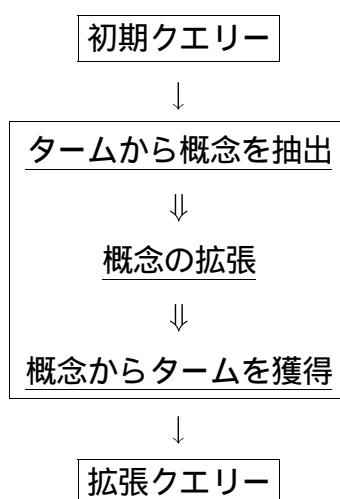 初期クエリー
↓
タームから概念を抽出
⇓
概念の拡張
⇓
概念からタームを獲得
↓
拡張クエリー